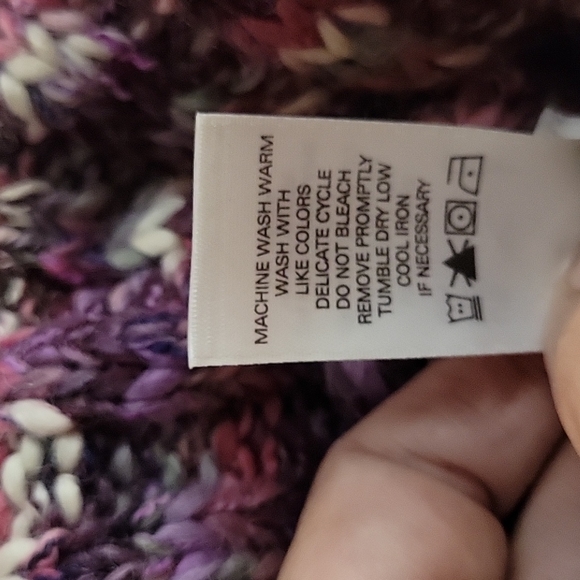 MACHINE WASH WARM
WASH WITH
LIKE COLORS
DELICATE CYCLE
DO NOT BLEACH
REMOVE PROMPTLY
TUMBLE DRY LOW
COOL IRON
IF NECESSARY